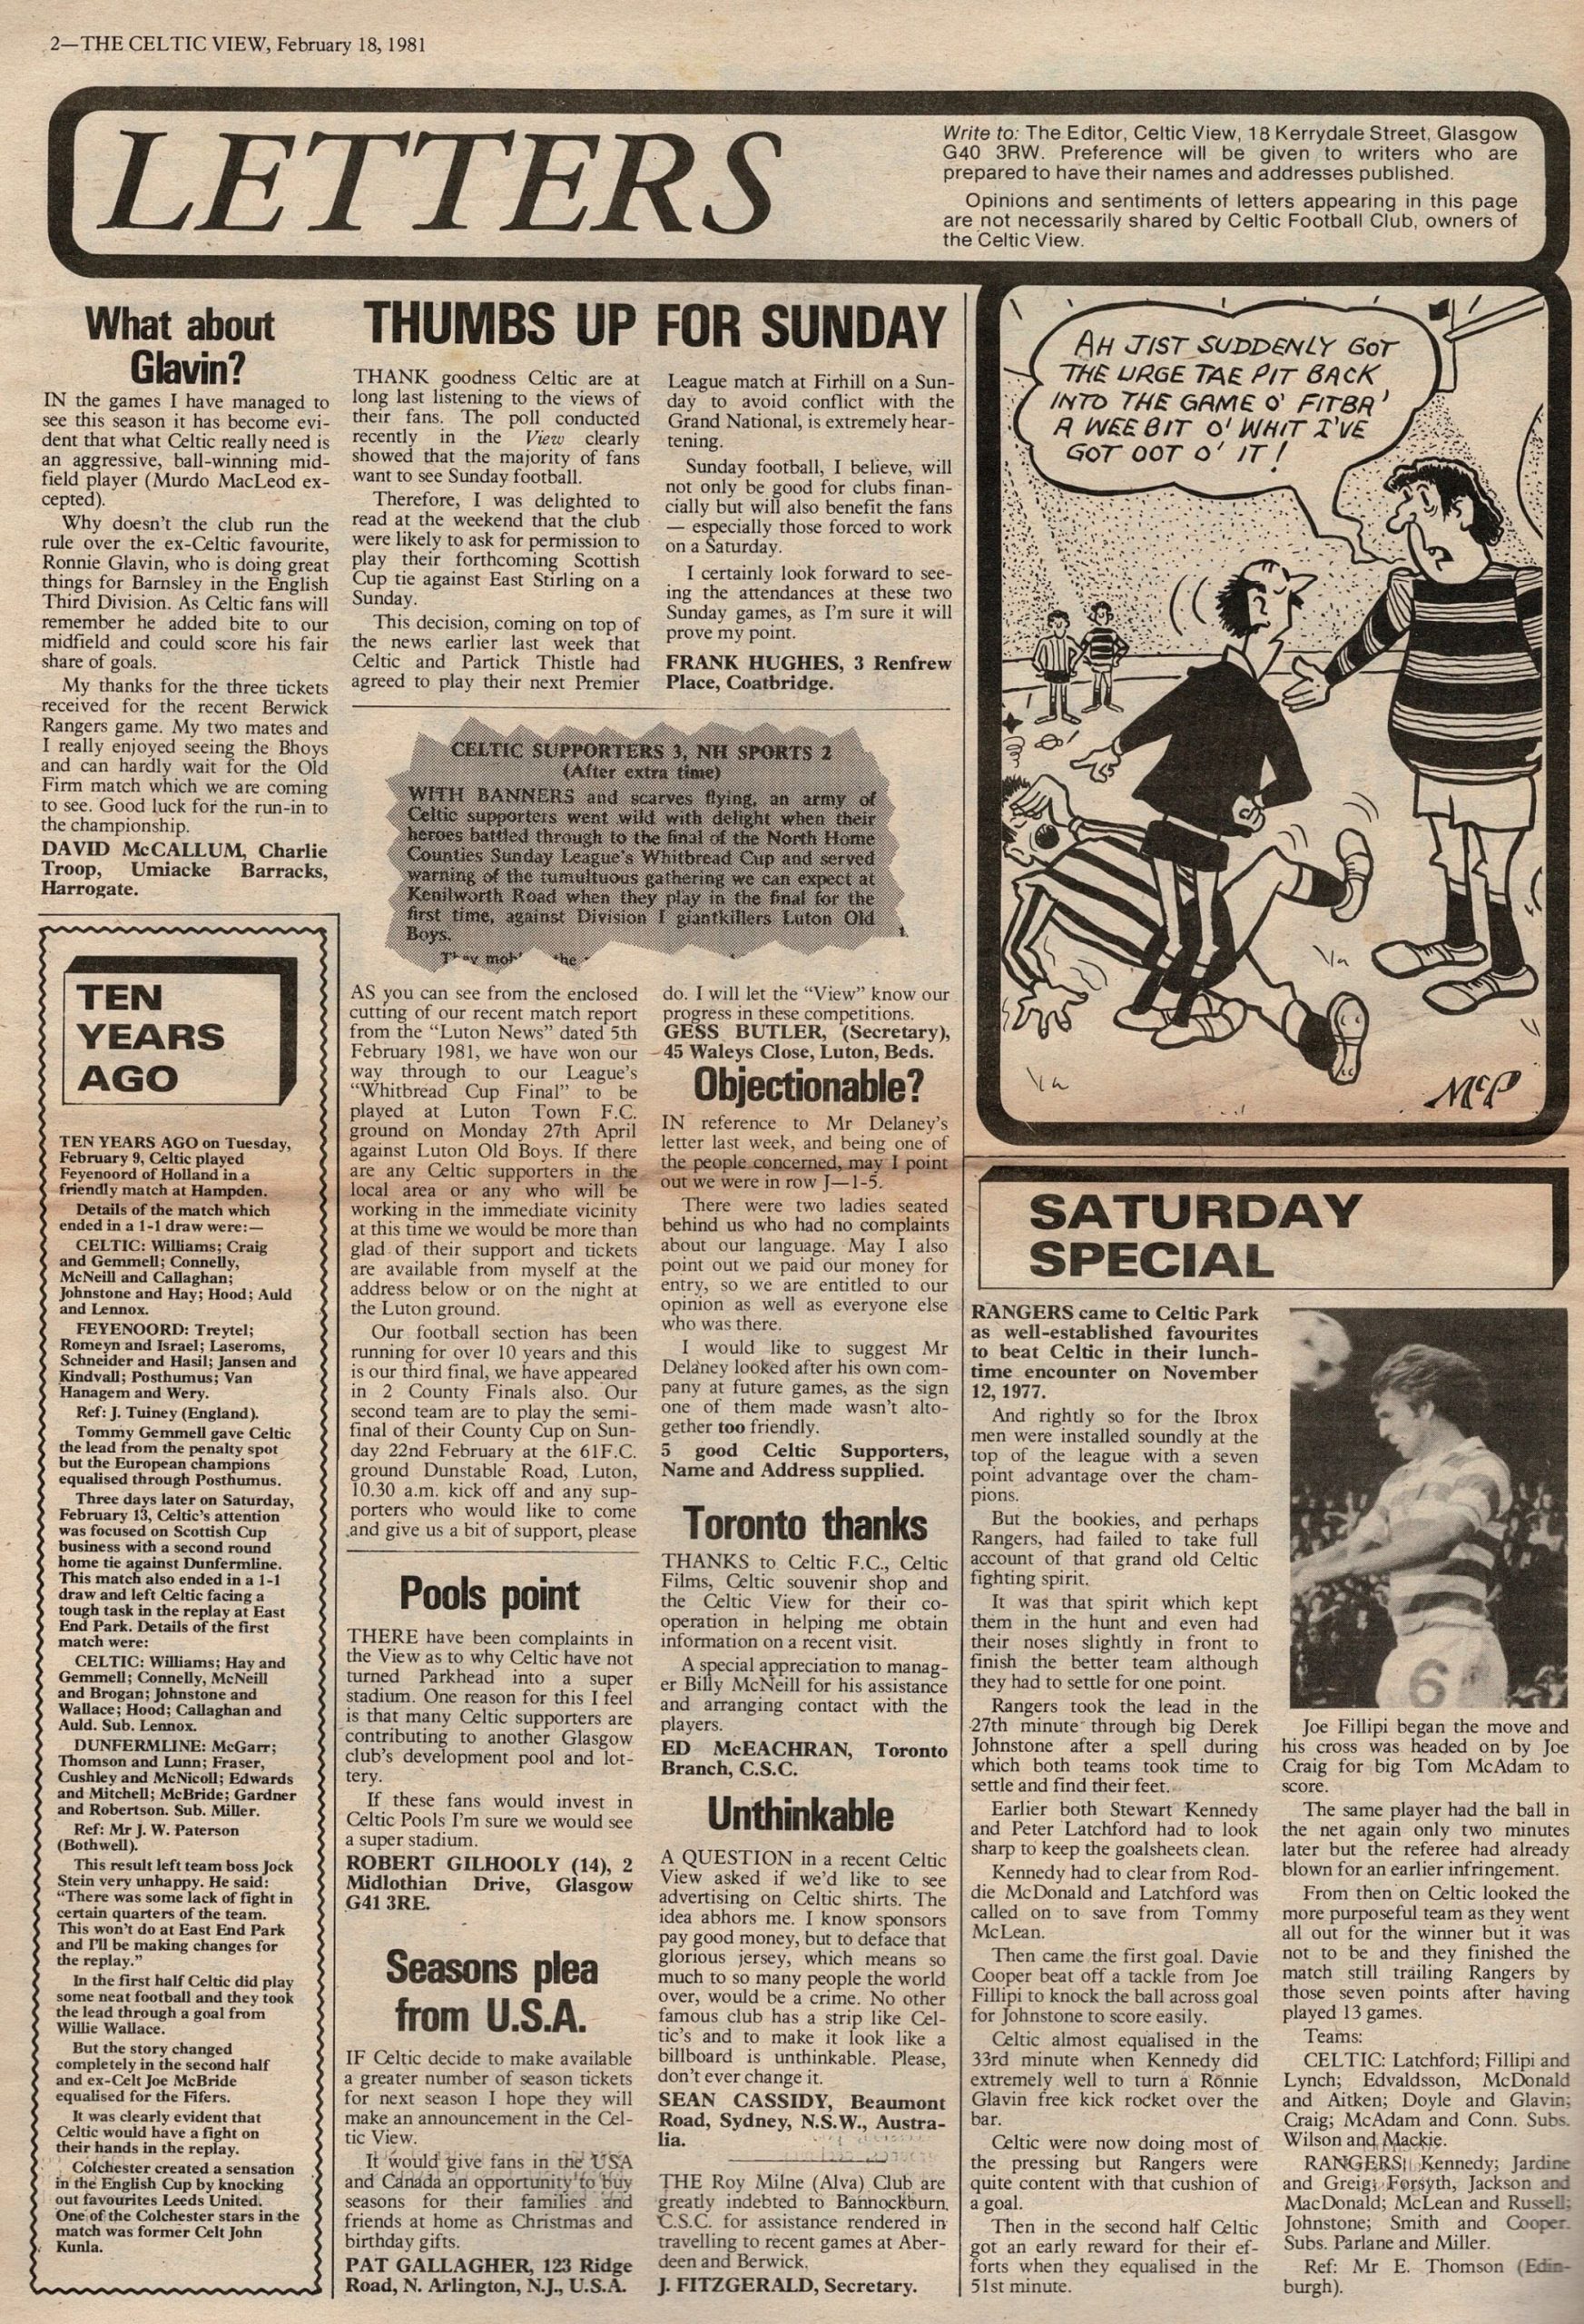 2—THE CELTIC VIEW, February 18, 1981
LETTERS
Write to: The Editor, Celtic View, 18 Kerrydale Street, Glasgow
G40 3RW. Preference will be given to writers who are
prepared to have their names and addresses published.
Opinions and sentiments of letters appearing in this page
are not necessarily shared by Celtic Football Club, owners of
the Celtic View.
What about
Glavin?
IN the games I have managed to
see this season it has become evi-
dent that what Celtic really need is
an aggressive, ball-winning mid-
field player (Murdo MacLeod ex-
cepted).
Why doesn't the club run the
rule over the ex-Celtic favourite,
Ronnie Glavin, who is doing great
things for Barnsley in the English
Third Division. As Celtic fans will
remember he added bite to our
midfield and could score his fair
share of goals.
My thanks for the three tickets
received for the recent Berwick
Rangers game. My two mates and
I really enjoyed seeing the Bhoys
and can hardly wait for the Old
Firm match which we are coming
to see. Good luck for the run-in to
the championship.
DAVID McCALLUM, Charlie
Troop, Umiacke Barracks,
Harrogate.
TEN
YEARS
AGO
TEN YEARS AGO on Tuesday,
February 9, Celtic played
Feyenoord of Holland in a
friendly match at Hampden.
Details of the match which
ended in a 1-1 draw were:—
CELTIC: Williams; Craig
and Gemmell; Connelly,
McNeill and Callaghan;
Johnstone and Hay; Hood; Auld
and Lennox.
FEYENOORD: Treytel;
Romeyn and Israel; Laseroms,
Schneider and Hasil; Jansen and
Kindvall; Posthumus; Van
Hanagem and Wery.
Ref: J. Tuiney (England).
Tommy Gemmell gave Celtic
the lead from the penalty spot
but the European champions
equalised through Posthumus.
Three days later on Saturday,
February 13, Celtic's attention
was focused on Scottish Cup
business with a second round
home tie against Dunfermline.
This match also ended in a 1-1
draw and left Celtic facing a
tough task in the replay at East
End Park. Details of the first
match were:
CELTIC: Williams; Hay and
Gemmell; Connelly, McNeill
and Brogan; Johnstone and
Wallace; Hood; Callaghan and
Auld. Sub. Lennox.
DUNFERMLINE: McGarr;
Thomson and Lunn; Fraser,
Cushley and McNicoll; Edwards
and Mitchell; McBride; Gardner
and Robertson. Sub. Miller.
Ref: Mr J. W. Paterson
(Bothwell).
This result left team boss Jock
Stein very unhappy. He said:
"There was some lack of fight in
certain quarters of the team.
This won't do at East End Park
and I'll be making changes for
the replay."
In the first half Celtic did play
some neat football and they took
the lead through a goal from
Willie Wallace.
But the story changed
completely in the second half
and ex-Celt Joe McBride
equalised for the Fifers.
It was clearly evident that
Celtic would have a fight on
their hands in the replay.
Colchester created a sensation
in the English Cup by knocking
out favourites Leeds United.
One of the Colchester stars in the
match was former Celt John
Kunla.
THUMBS UP FOR SUNDAY
THANK goodness Celtic are at
long last listening to the views of
their fans. The poll conducted
recently in the View clearly
showed that the majority of fans
want to see Sunday football.
Therefore, I was delighted to
read at the weekend that the club
were likely to ask for permission to
play their forthcoming Scottish
Cup tie against East Stirling on a
Sunday.
This decision, coming on top of
the news earlier last week that
Celtic and Partick Thistle had
agreed to play their next Premier
League match at Firhill on a Sun-
day to avoid conflict with the
Grand National, is extremely hear-
tening.
Sunday football, I believe, will
not only be good for clubs finan-
cially but will also benefit the fans
— especially those forced to work
on a Saturday.
I certainly look forward to see-
ing the attendances at these two
Sunday games, as I'm sure it will
prove my point.
FRANK HUGHES, 3 Renfrew
Place, Coatbridge.
CELTIC SUPPORTERS 3, NH SPORTS 2
(After extra time)
WITH BANNERS and scarves flying, an army of
Celtic supporters went wild with delight when their
heroes battled through to the final of the North Home
Counties Sunday League's Whitbread Cup and served
warning of the tumultuous gathering we can expect at
Kenilworth Road when they play in the final for the
first time, against Division I giantkillers Luton Old
Boys.
AS you can see from the enclosed
cutting of our recent match report
from the "Luton News" dated 5th
February 1981, we have won our
way through to our League's
"Whitbread Cup Final" to be
played at Luton Town F.C.
ground on Monday 27th April
against Luton Old Boys. If there
are any Celtic supporters in the
local area or any who will be
working in the immediate vicinity
at this time we would be more than
glad of their support and tickets
are available from myself at the
address below or on the night at
the Luton ground.
Our football section has been
running for over 10 years and this
is our third final, we have appeared
in 2 County Finals also. Our
second team are to play the semi-
final of their County Cup on Sun-
day 22nd February at the 61F.C.
ground Dunstable Road, Luton,
10.30 a.m. kick off and any sup-
porters who would like to come
and give us a bit of support, please
do. I will let the "View" know our
progress in these competitions.
GESS BUTLER, (Secretary),
45 Waleys Close, Luton, Beds.
Pools point
THERE have been complaints in
the View as to why Celtic have not
turned Parkhead into a super
stadium. One reason for this I feel
is that many Celtic supporters are
contributing to another Glasgow
club's development pool and lot-
tery.
If these fans would invest in
Celtic Pools I'm sure we would see
a super stadium.
ROBERT GILHOOLY (14), 2
Midlothian Drive, Glasgow
G41 3RE.
Seasons plea
from U.S.A.
IF Celtic decide to make available
a greater number of season tickets
for next season I hope they will
make an announcement in the Cel-
tic View.
It would give fans in the USA
and Canada an opportunity to buy
seasons for their families and
friends at home as Christmas and
birthday gifts.
PAT GALLAGHER, 123 Ridge
Road, N. Arlington, N.J., U.S.A.
Objectionable?
IN reference to Mr Delaney's
letter last week, and being one of
the people concerned, may I point
out we were in row J—1-5.
There were two ladies seated
behind us who had no complaints
about our language. May I also
point out we paid our money for
entry, so we are entitled to our
opinion as well as everyone else
who was there.
I would like to suggest Mr
Delaney looked after his own com-
pany at future games, as the sign
one of them made wasn't alto-
gether too friendly.
5 good Celtic Supporters,
Name and Address supplied.
Toronto thanks
THANKS to Celtic F.C., Celtic
Films, Celtic souvenir shop and
the Celtic View for their co-
operation in helping me obtain
information on a recent visit.
A special appreciation to manag-
er Billy McNeill for his assistance
and arranging contact with the
players.
ED McEACHRAN, Toronto
Branch, C.S.C.
Unthinkable
A QUESTION in a recent Celtic
View asked if we'd like to see
advertising on Celtic shirts. The
idea abhors me. I know sponsors
pay good money, but to deface that
glorious jersey, which means so
much to so many people the world
over, would be a crime. No other
famous club has a strip like Cel-
tic's and to make it look like a
billboard is unthinkable. Please,
don't ever change it.
SEAN CASSIDY, Beaumont
Road, Sydney, N.S.W., Austra-
lia.
THE Roy Milne (Alva) Club are
greatly indebted to Bannockburn
C.S.C. for assistance rendered in
travelling to recent games at Aber-
deen and Berwick.
J. FITZGERALD, Secretary.
AH JIST SUDDENLY GOT
THE URGE TAE PIT BACK
INTO THE GAME O' FITBA'
A WEE BIT O' WHIT I'VE
GOT OOT O' IT!
McP
SATURDAY
SPECIAL
RANGERS came to Celtic Park
as well-established favourites
to beat Celtic in their lunch-
time encounter on November
12, 1977.
And rightly so for the Ibrox
men were installed soundly at the
top of the league with a seven
point advantage over the cham-
pions.
But the bookies, and perhaps
Rangers, had failed to take full
account of that grand old Celtic
fighting spirit.
It was that spirit which kept
them in the hunt and even had
their noses slightly in front to
finish the better team although
they had to settle for one point.
Rangers took the lead in the
27th minute through big Derek
Johnstone after a spell during
which both teams took time to
settle and find their feet.
Earlier both Stewart Kennedy
and Peter Latchford had to look
sharp to keep the goalsheets clean.
Kennedy had to clear from Rod-
die McDonald and Latchford was
called on to save from Tommy
McLean.
Then came the first goal. Davie
Cooper beat off a tackle from Joe
Fillipi to knock the ball across goal
for Johnstone to score easily.
Celtic almost equalised in the
33rd minute when Kennedy did
extremely well to turn a Ronnie
Glavin free kick rocket over the
bar.
Celtic were now doing most of
the pressing but Rangers were
quite content with that cushion of
a goal.
Then in the second half Celtic
got an early reward for their ef-
forts when they equalised in the
51st minute.
6
Joe Fillipi began the move and
his cross was headed on by Joe
Craig for big Tom McAdam to
score.
The same player had the ball in
the net again only two minutes
later but the referee had already
blown for an earlier infringement.
From then on Celtic looked the
more purposeful team as they went
all out for the winner but it was
not to be and they finished the
match still trailing Rangers by
those seven points after having
played 13 games.
Teams:
CELTIC: Latchford; Fillipi and
Lynch; Edvaldsson, McDonald
and Aitken; Doyle and Glavin;
Craig; McAdam and Conn. Subs.
Wilson and Mackie.
RANGERS: Kennedy; Jardine
and Greig; Forsyth, Jackson and
MacDonald; McLean and Russell;
Johnstone; Smith and Cooper.
Subs. Parlane and Miller.
Ref: Mr E. Thomson (Edin-
burgh).